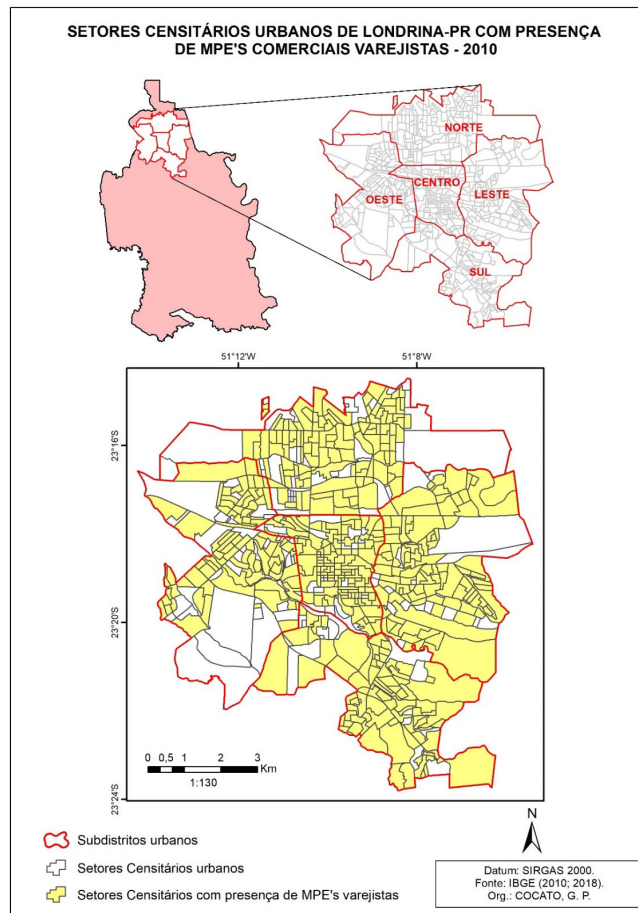 SETORES CENSITÁRIOS URBANOS DE LONDRINA-PR COM PRESENÇA
DE MPE'S COMERCIAIS VAREJISTAS - 2010
NORTE
CENTRO
LESTE
OESTE
SUL
51°12'W
51°8'W
23°16'S
23°20'S
23°24'S
0 0,5 1 2 3
Km
1:130
N
Subdistritos urbanos
Setores Censitários urbanos
Setores Censitários com presença de MPE's varejistas
Datum: SIRGAS 2000.
Fonte: IBGE (2010; 2018).
Org.: COCATO, G. P.